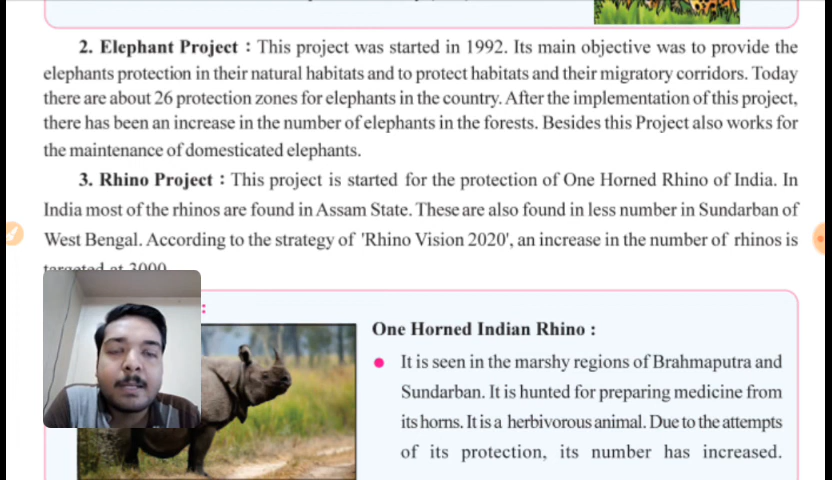 2. Elephant Project : This project was started in 1992. Its main objective was to provide the
elephants protection in their natural habitats and to protect habitats and their migratory corridors. Today
there are about 26 protection zones for elephants in the country. After the implementation of this project,
there has been an increase in the number of elephants in the forests. Besides this Project also works for
the maintenance of domesticated elephants.
3. Rhino Project : This project is started for the protection of One Horned Rhino of India. In
India most of the rhinos are found in Assam State. These are also found in less number in Sundarban of
West Bengal. According to the strategy of 'Rhino Vision 2020', an increase in the number of rhinos is
targeted at 3000
:
One Horned Indian Rhino :
• It is seen in the marshy regions of Brahmaputra and
Sundarban. It is hunted for preparing medicine from
its horns. It is a herbivorous animal. Due to the attempts
of its protection, its number has increased.